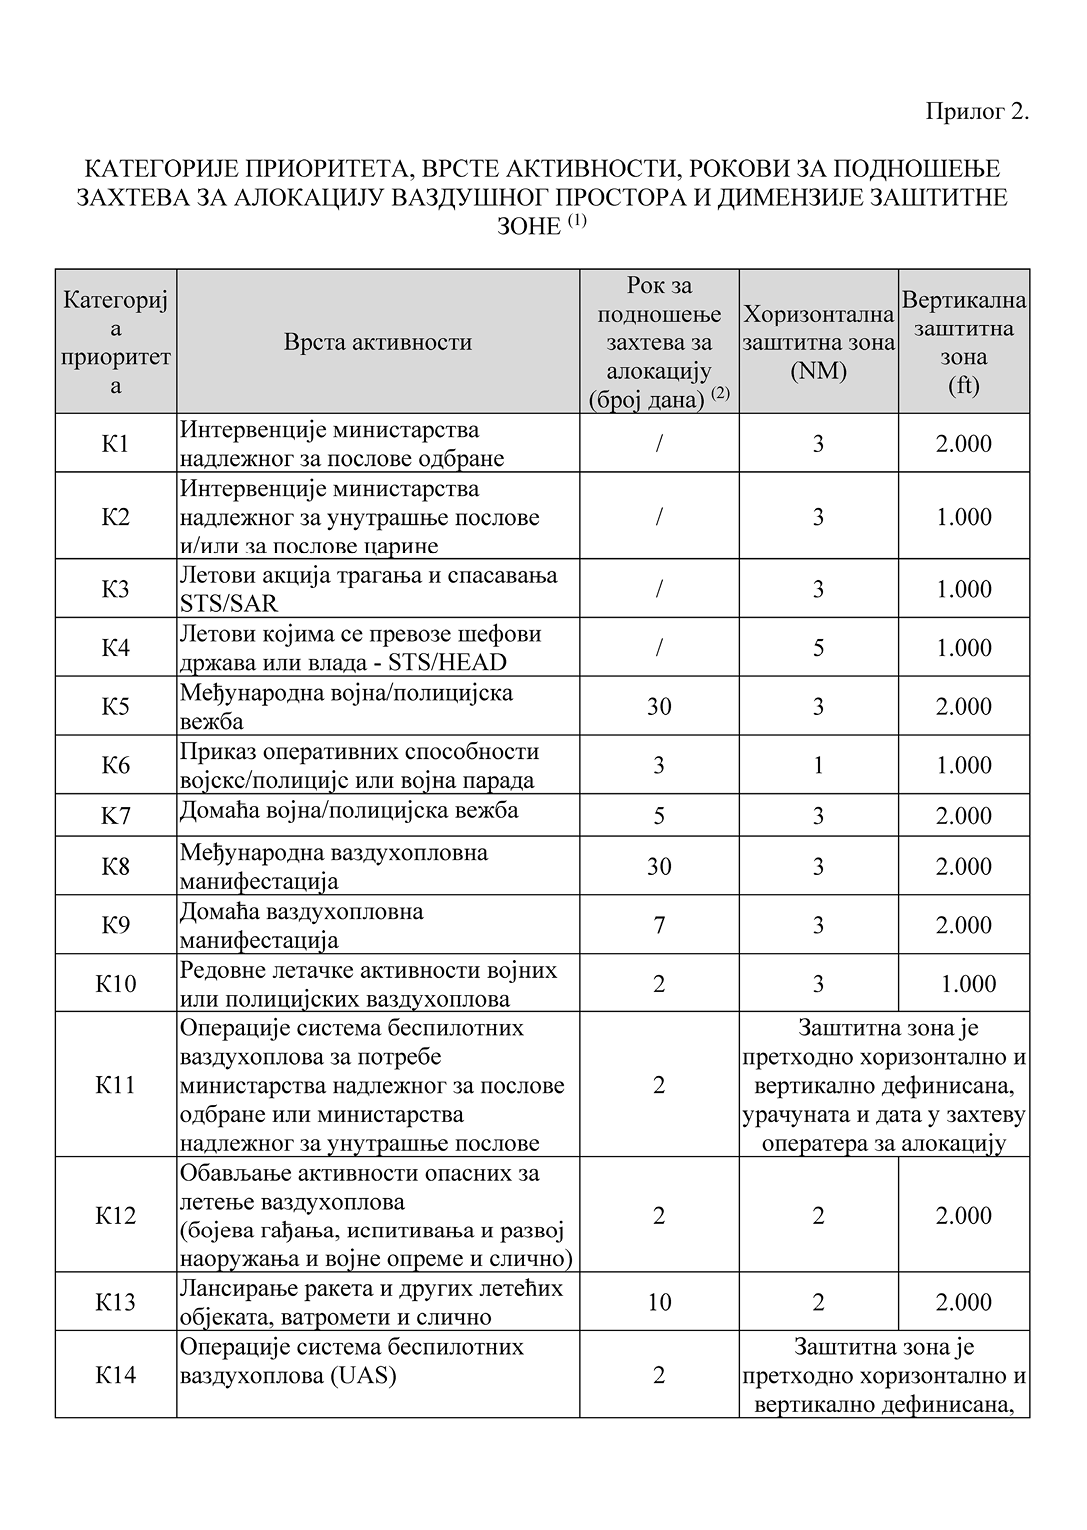 Прилог 2.
КАТЕГОРИЈЕ ПРИОРИТЕТА, ВРСТЕ АКТИВНОСТИ, РОКОВИ ЗА ПОДНОШЕЊЕ
ЗАХТЕВА ЗА АЛОКАЦИЈУ ВАЗДУШНОГ ПРОСТОРА И ДИМЕНЗИЈЕ ЗАШТИТНЕ
ЗОНЕ (1)
Категориј
а
приоритет
а
Врста активности
Рок за
подношење
захтева за
алокацију
(број дана) (2)
Хоризонтална
заштитна зона
(NM)
Вертикална
заштитна
зона
(ft)
К1
Интервенције министарства
надлежног за послове одбране
/
3
2.000
К2
Интервенције министарства
надлежног за унутрашње послове
и/или за послове царине
/
3
1.000
К3
Летови акција трагања и спасавања
STS/SAR
/
3
1.000
К4
Летови којима се превозе шефови
држава или влада - STS/HEAD
/
5
1.000
К5
Међународна војна/полицијска
вежба
30
3
2.000
К6
Приказ оперативних способности
војске/полиције или војна парада
3
1
1.000
К7
Домаћа војна/полицијска вежба
5
3
2.000
К8
Међународна ваздухопловна
манифестација
30
3
2.000
К9
Домаћа ваздухопловна
манифестација
7
3
2.000
К10
Редовне летачке активности војних
или полицијских ваздухоплова
2
3
1.000
К11
Операције система беспилотних
ваздухоплова за потребе
министарства надлежног за послове
одбране или министарства
надлежног за унутрашње послове
2
Заштитна зона је
претходно хоризонтално и
вертикално дефинисана,
урачуната и дата у захтеву
оператера за алокацију
К12
Обављање активности опасних за
летење ваздухоплова
(бојева гађања, испитивања и развој
наоружања и војне опреме и слично)
2
2
2.000
К13
Лансирање ракета и других летећих
објеката, ватромети и слично
10
2
2.000
К14
Операције система беспилотних
ваздухоплова (UAS)
2
Заштитна зона је
претходно хоризонтално и
вертикално дефинисана,